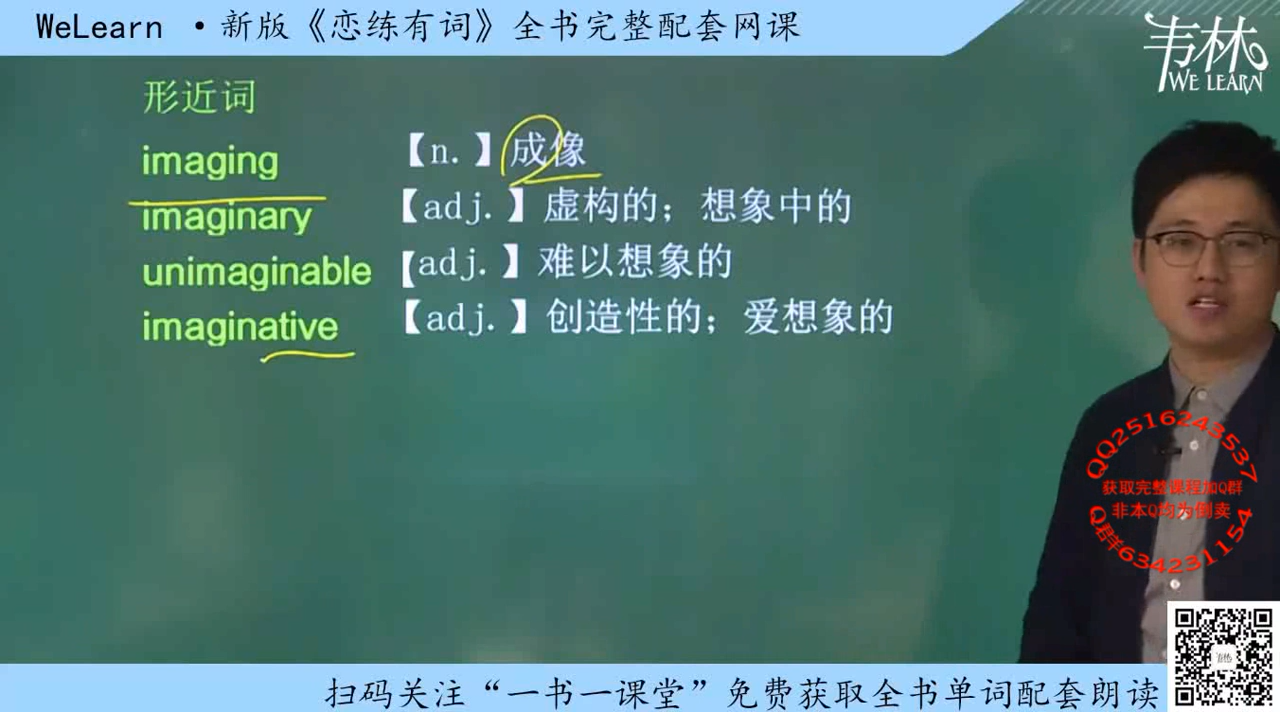 WeLearn · 新版《恋练有词》全书完整配套网课
韦林
WE LEARN
形近词
imaging 【n.】成像
imaginary 【adj.】虚构的；想象中的
unimaginable 【adj.】难以想象的
imaginative 【adj.】创造性的；爱想象的
QQ2516243537
获取完整课程加Q群
非本Q均为倒卖
Q群634231154
扫码关注“一书一课堂”免费获取全书单词配套朗读